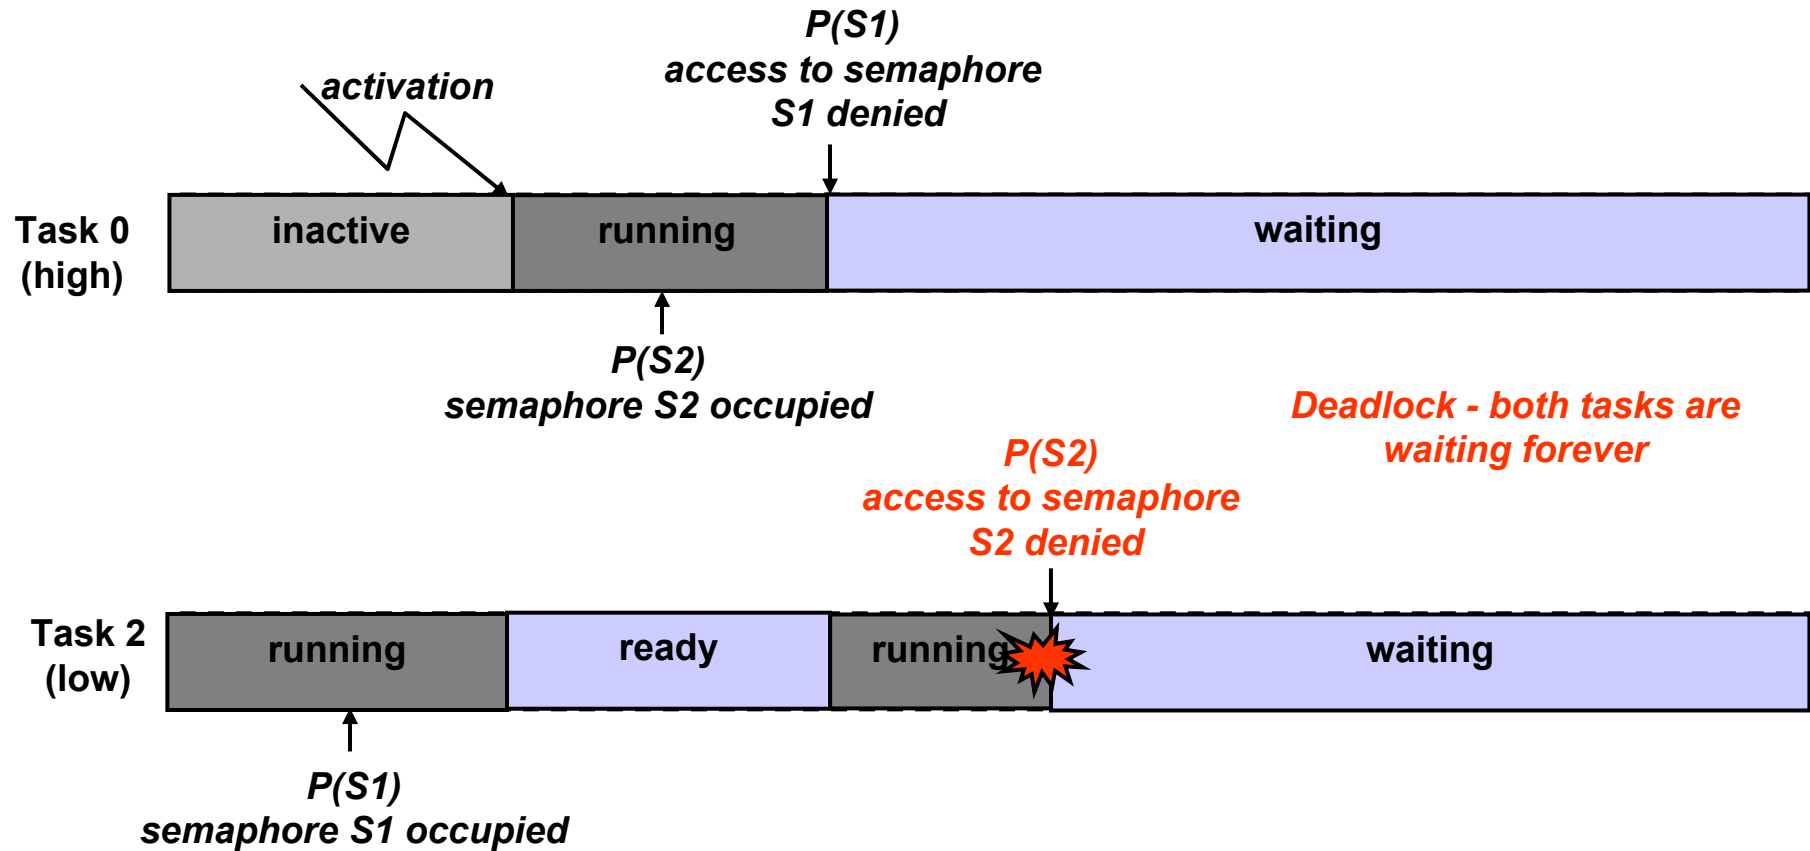 P(S1)
access to semaphore
S1 denied
activation
Task 0
(high)
inactive
running
waiting
P(S2)
semaphore S2 occupied
Deadlock - both tasks are
waiting forever
P(S2)
access to semaphore
S2 denied
Task 2
(low)
running
ready
running
waiting
P(S1)
semaphore S1 occupied